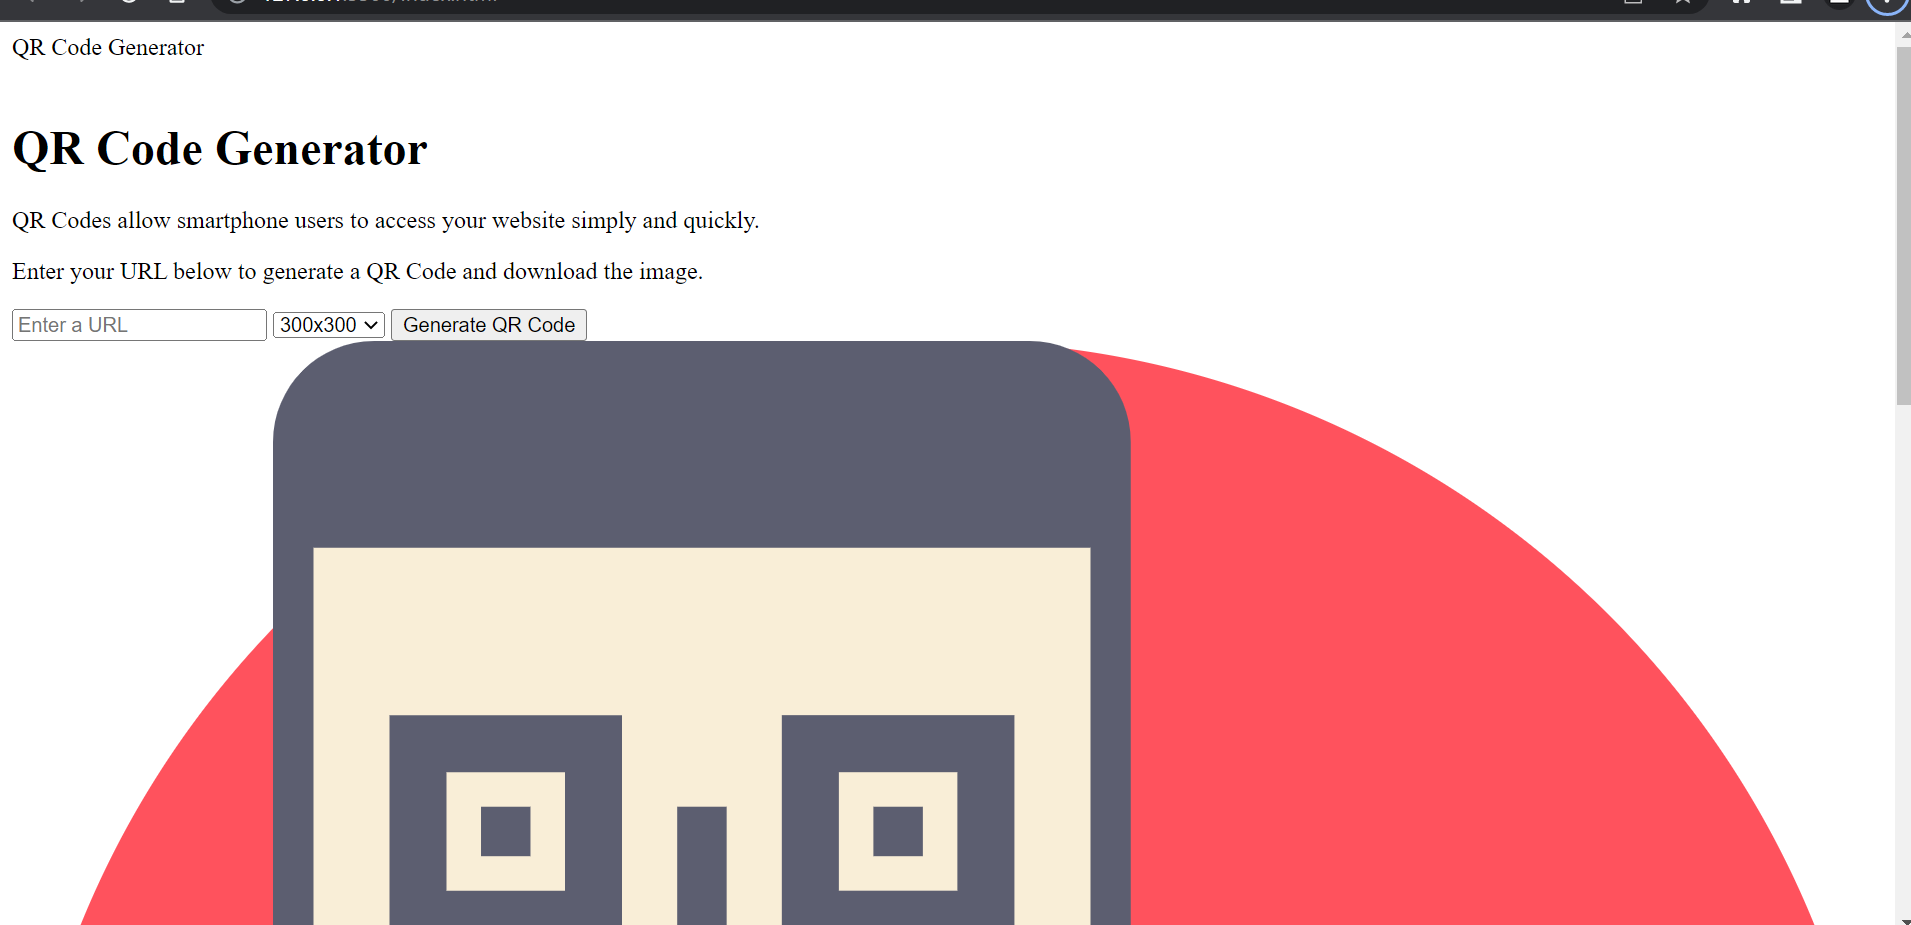 QR Code Generator
QR Code Generator
QR Codes allow smartphone users to access your website simply and quickly.
Enter your URL below to generate a QR Code and download the image.
Enter a URL 300x300 Generate QR Code